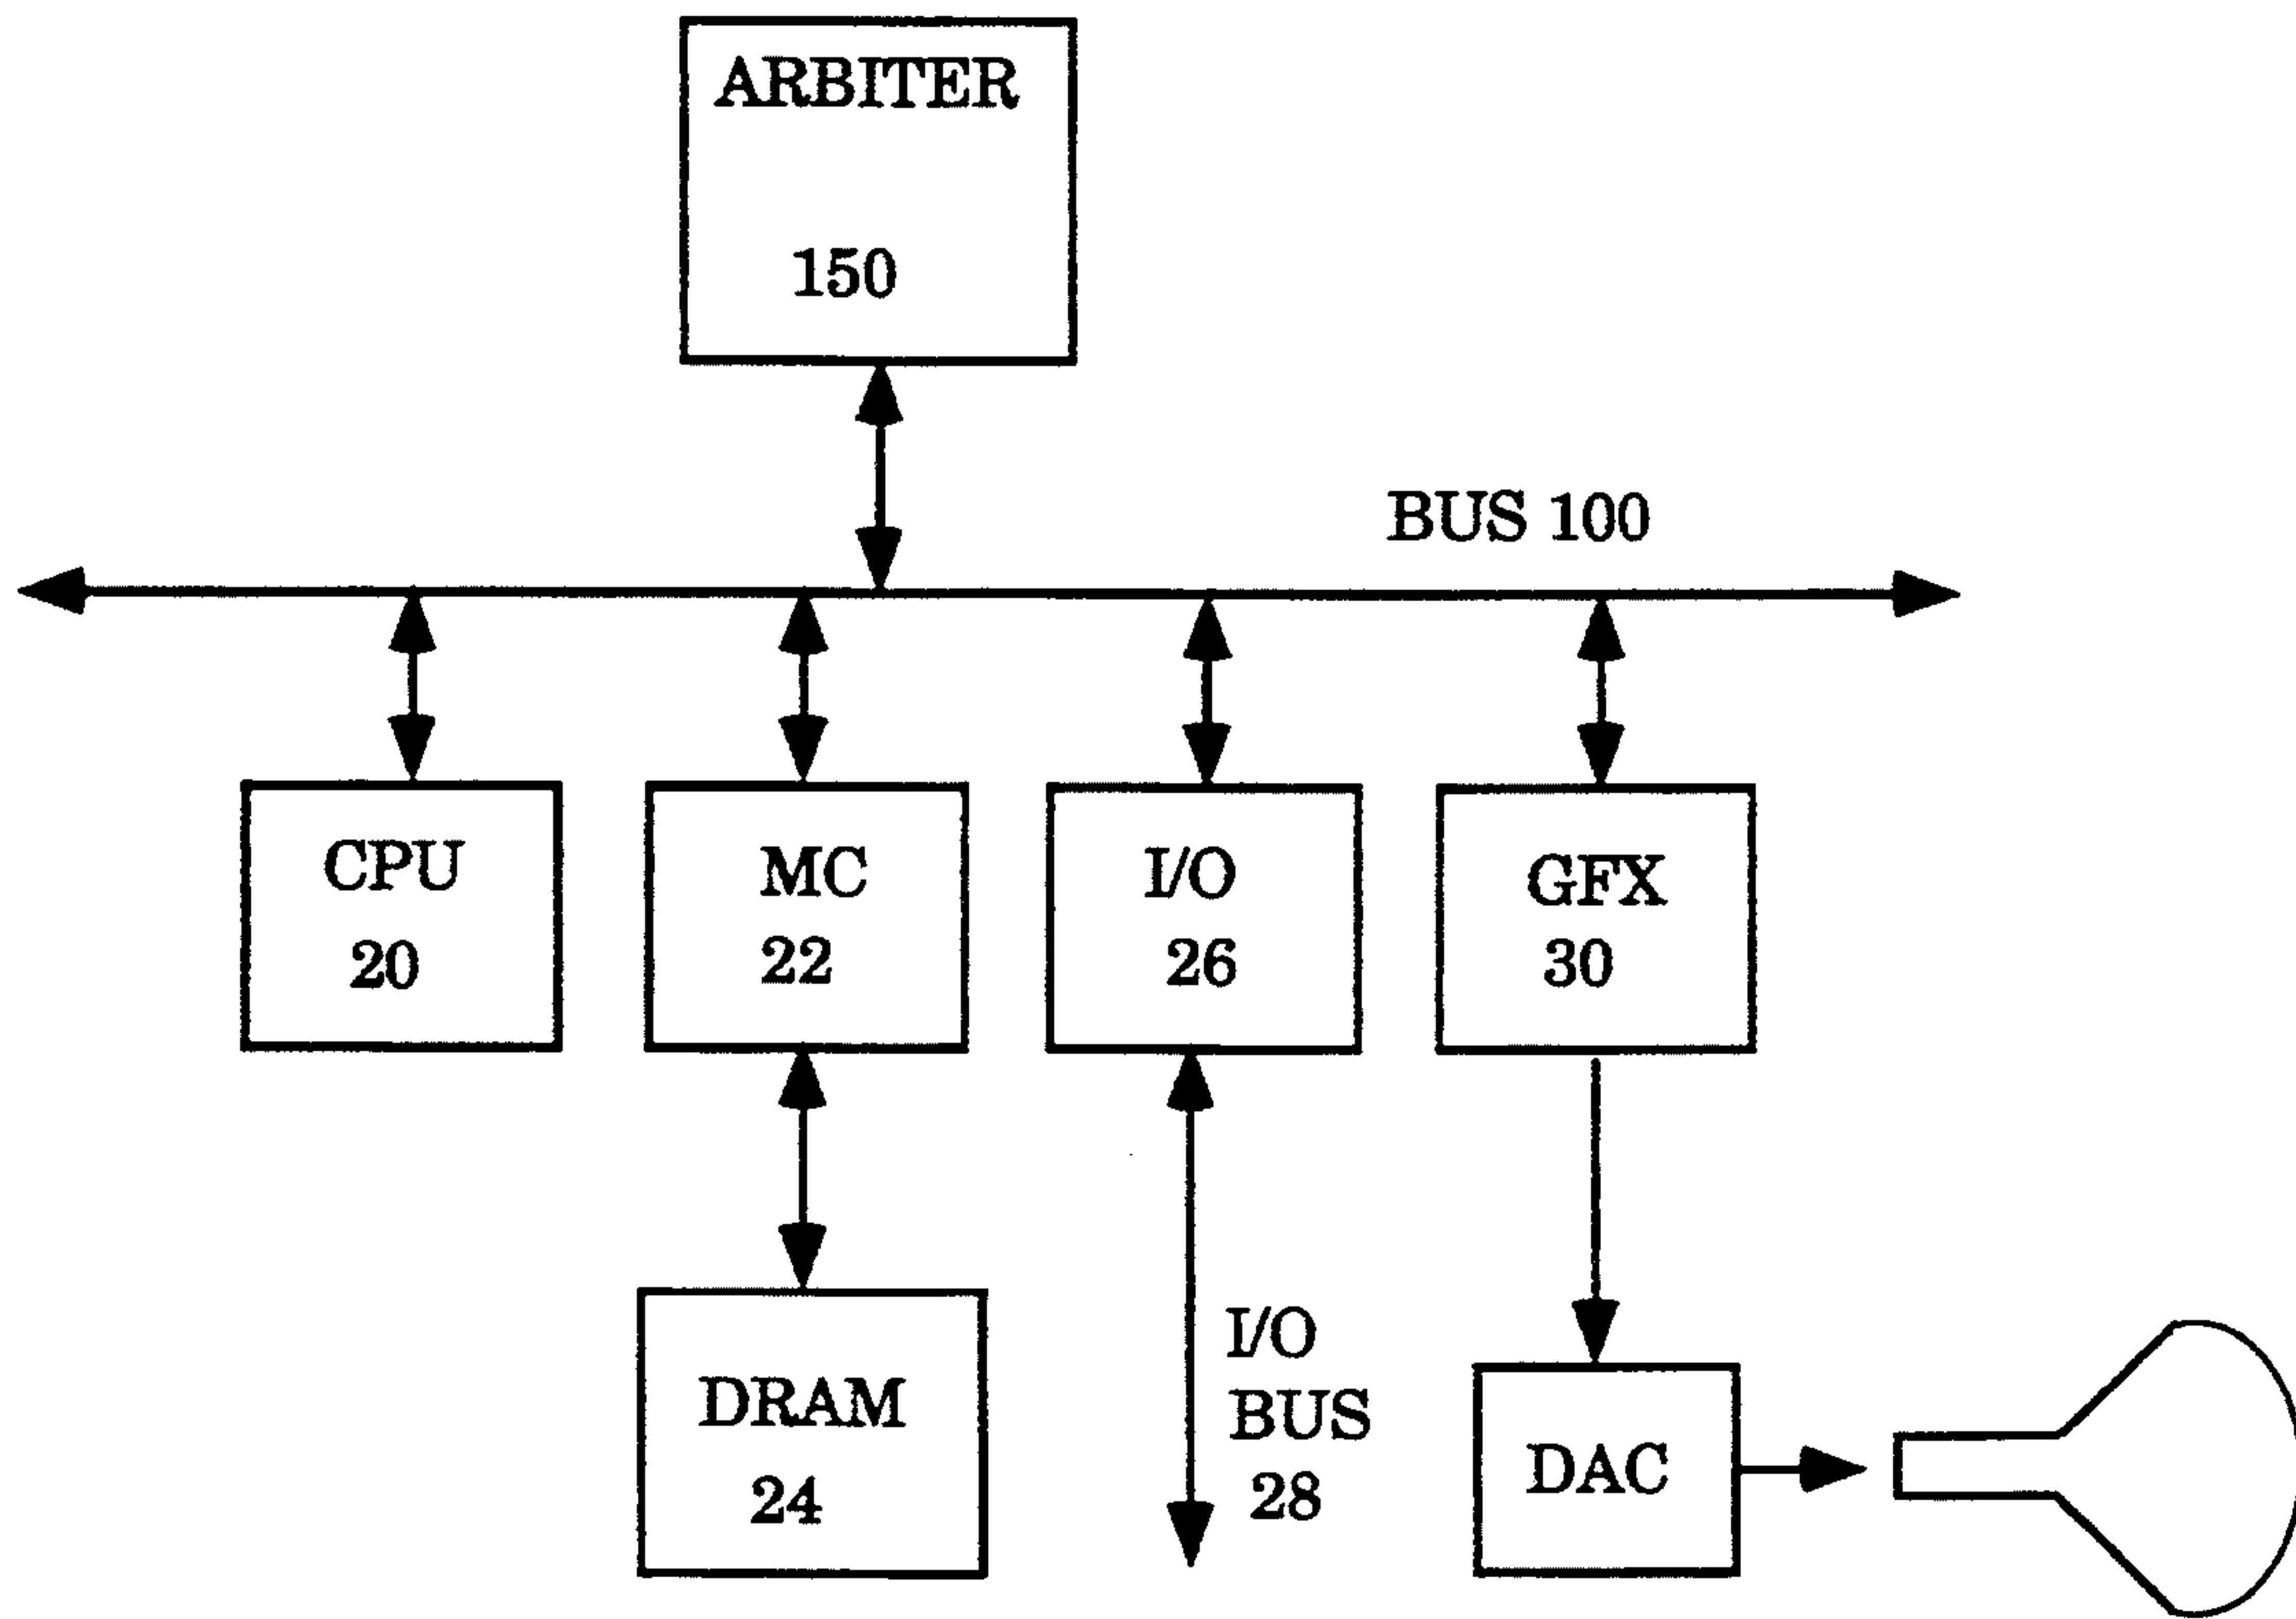 ARBITER
150
BUS 100
CPU
20
MC
22
I/O
26
GFX
30
DRAM
24
I/O
BUS
28
DAC